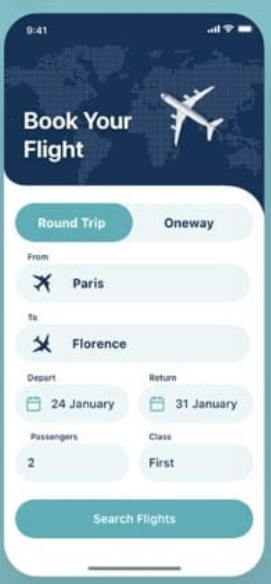 9:41
Book Your
Flight
Round Trip Oneway
From
Paris
To
Florence
Depart Return
24 January 31 January
Passengers Class
2 First
Search Flights